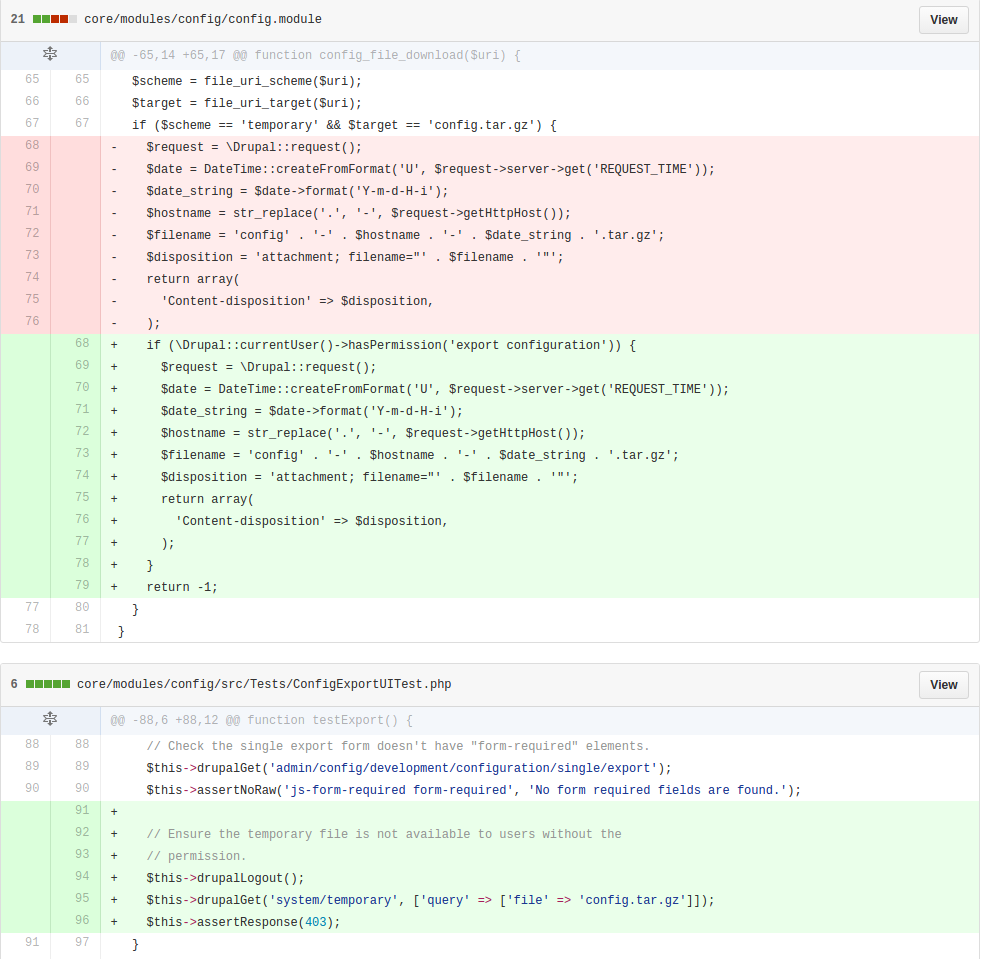 21 core/modules/config/config.module View
@@ -65,14 +65,17 @@ function config_file_download($uri) {
65 65 $scheme = file_uri_scheme($uri);
66 66 $target = file_uri_target($uri);
67 67 if ($scheme == 'temporary' && $target == 'config.tar.gz') {
68 - $request = \Drupal::request();
69 - $date = DateTime::createFromFormat('U', $request->server->get('REQUEST_TIME'));
70 - $date_string = $date->format('Y-m-d-H-i');
71 - $hostname = str_replace('.', '-', $request->getHttpHost());
72 - $filename = 'config' . '-' . $hostname . '-' . $date_string . '.tar.gz';
73 - $disposition = 'attachment; filename="' . $filename . '"';
74 - return array(
75 - 'Content-disposition' => $disposition,
76 - );
68 + if (\Drupal::currentUser()->hasPermission('export configuration')) {
69 + $request = \Drupal::request();
70 + $date = DateTime::createFromFormat('U', $request->server->get('REQUEST_TIME'));
71 + $date_string = $date->format('Y-m-d-H-i');
72 + $hostname = str_replace('.', '-', $request->getHttpHost());
73 + $filename = 'config' . '-' . $hostname . '-' . $date_string . '.tar.gz';
74 + $disposition = 'attachment; filename="' . $filename . '"';
75 + return array(
76 + 'Content-disposition' => $disposition,
77 + );
78 + }
79 + return -1;
77 80 }
78 81 }
6 core/modules/config/src/Tests/ConfigExportUITest.php View
@@ -88,6 +88,12 @@ function testExport() {
88 88 // Check the single export form doesn't have "form-required" elements.
89 89 $this->drupalGet('admin/config/development/configuration/single/export');
90 90 $this->assertNoRaw('js-form-required form-required', 'No form required fields are found.');
91 +
92 + // Ensure the temporary file is not available to users without the
93 + // permission.
94 + $this->drupalLogout();
95 + $this->drupalGet('system/temporary', ['query' => ['file' => 'config.tar.gz']]);
96 + $this->assertResponse(403);
91 97 }